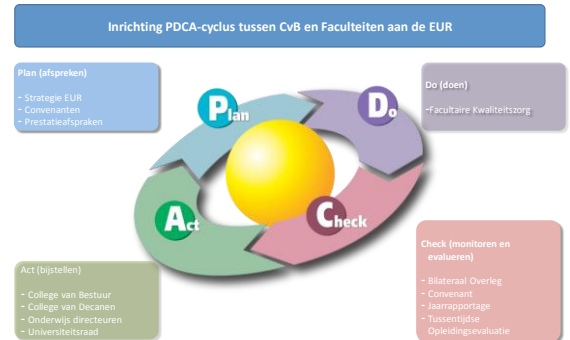 Inrichting PDCA-cyclus tussen CvB en Faculteiten aan de EUR
Plan (afspreken)
- Strategie EUR
- Convenanten
- Prestatieafspraken
Do (doen)
-Facultaire Kwaliteitszorg
Plan
Do
Act
Check
Act (bijstellen)
- College van Bestuur
- College van Decanen
- Onderwijs directeuren
- Universiteitsraad
Check (monitoren en
evalueren)
- Bilateraal Overleg
- Convenant
- Jaarrapportage
- Tussentijdse
Opleidingsevaluatie